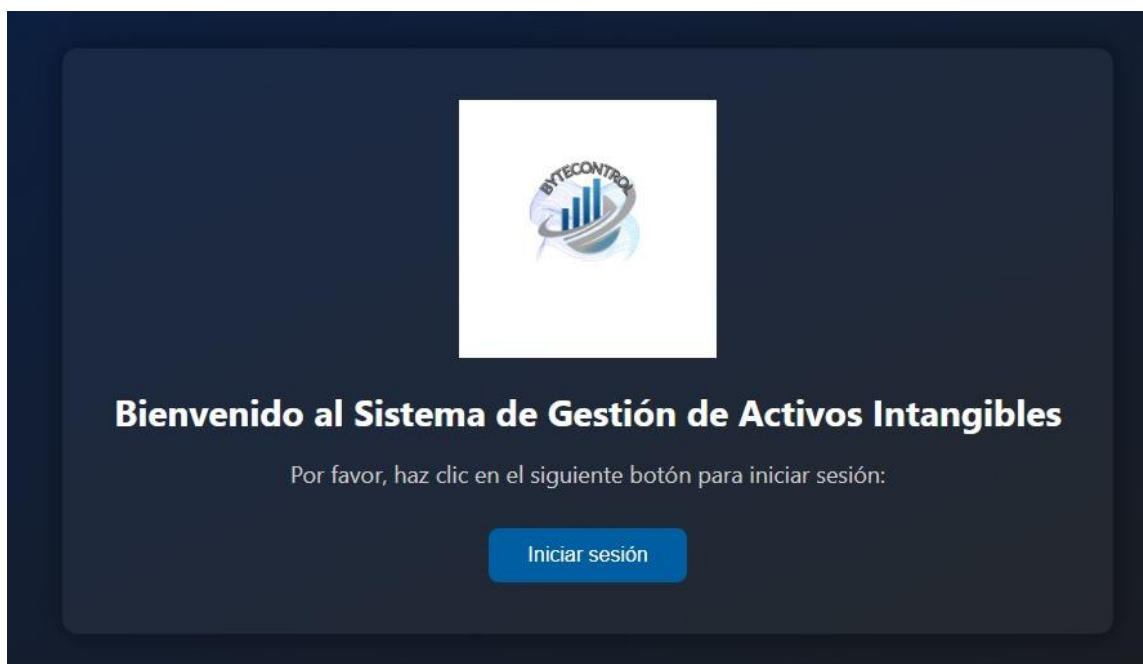 BYTECONTROL
Bienvenido al Sistema de Gestión de Activos Intangibles
Por favor, haz clic en el siguiente botón para iniciar sesión:
Iniciar sesión